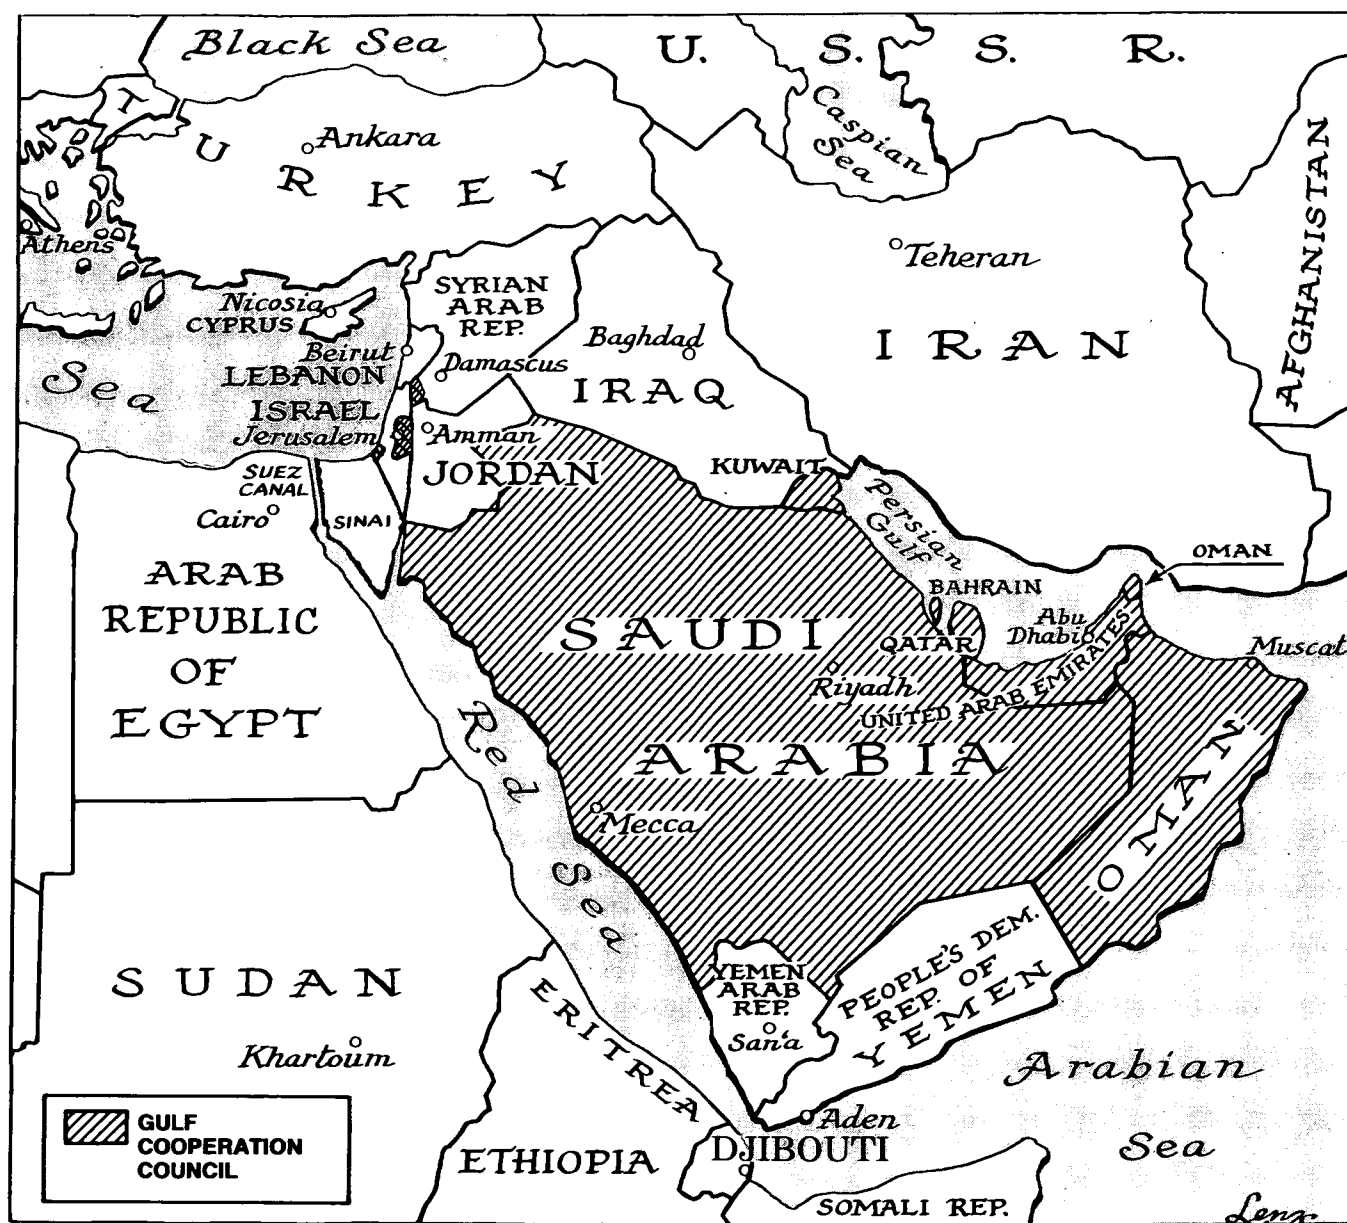 Black Sea
U. S. S. R.
Caspian
Sea
TURKEY
Ankara
AFGHANISTAN
Athens
Teheran
SYRIAN
ARAB
REP.
Nicosia
CYPRUS
Baghdad
IRAN
Beirut
Damascus
LEBANON
IRAQ
Sea
ISRAEL
Jerusalem
Amman
JORDAN
KUWAIT
SUEZ
CANAL
Cairo
SINAI
Persian
Gulf
OMAN
ARAB
REPUBLIC
OF
EGYPT
BAHRAIN
Abu
Dhabi
SAUDI
QATAR
Muscat
Riyadh
UNITED ARAB EMIRATES
Red Sea
ARABIA
Mecca
OMAN
SUDAN
YEMEN
ARAB
REP.
San'a
PEOPLE'S DEM.
REP. OF
YEMEN
ERITREA
Khartoum
Arabian
Sea
Aden
GULF
COOPERATION
COUNCIL
ETHIOPIA
DJIBOUTI
SOMALI REP.
Lenz